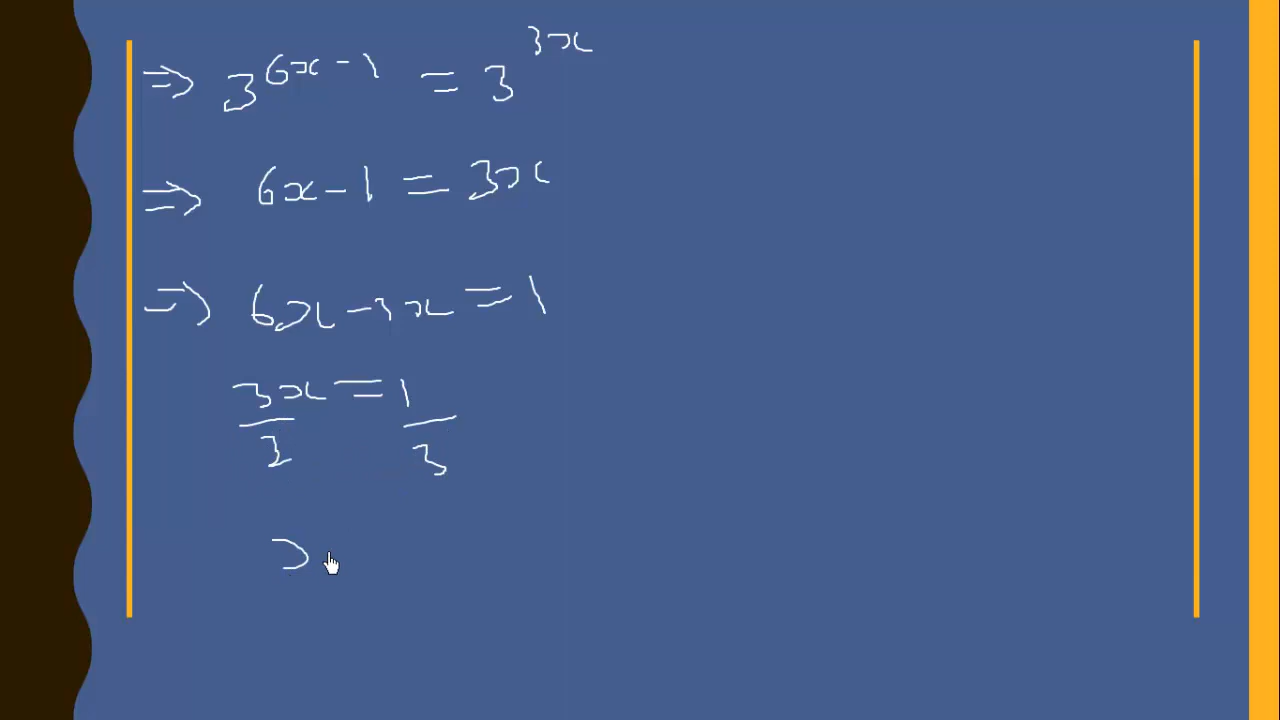 ⇒ 3^{6x-1} = 3^{3x}
⇒ 6x - 1 = 3x
⇒ 6x - 3x = 1
3x/3 = 1/3